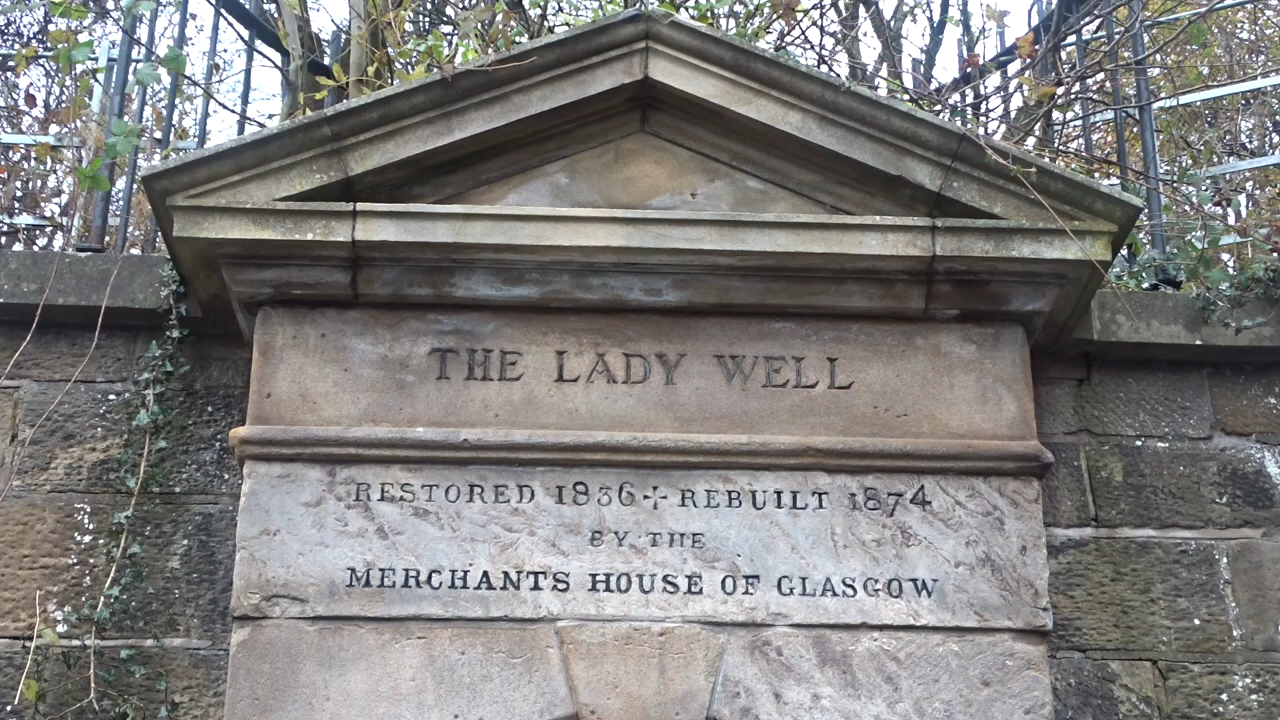 THE LADY WELL
RESTORED 1836 + REBUILT 1874
BY THE
MERCHANTS HOUSE OF GLASGOW